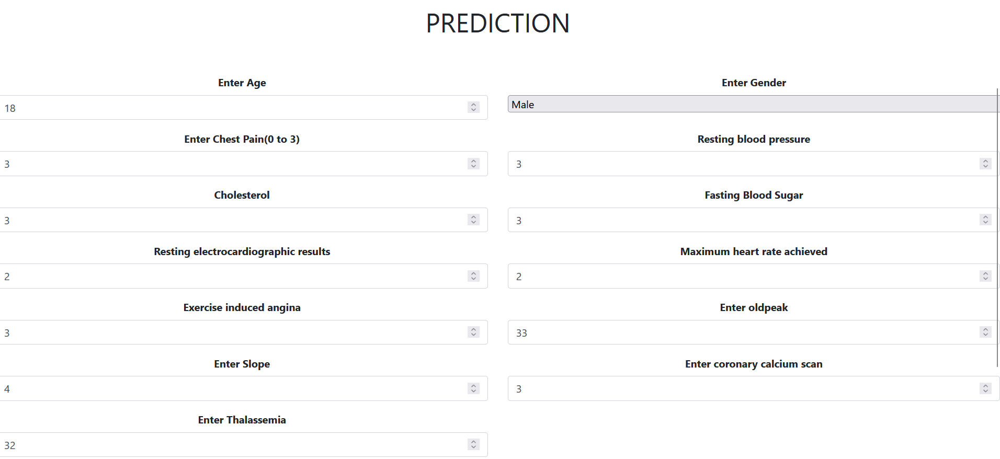 PREDICTION
Enter Age
Enter Gender
18
Male
Enter Chest Pain(0 to 3)
Resting blood pressure
3
3
Cholesterol
Fasting Blood Sugar
3
3
Resting electrocardiographic results
Maximum heart rate achieved
2
2
Exercise induced angina
Enter oldpeak
3
33
Enter Slope
Enter coronary calcium scan
4
3
Enter Thalassemia
32